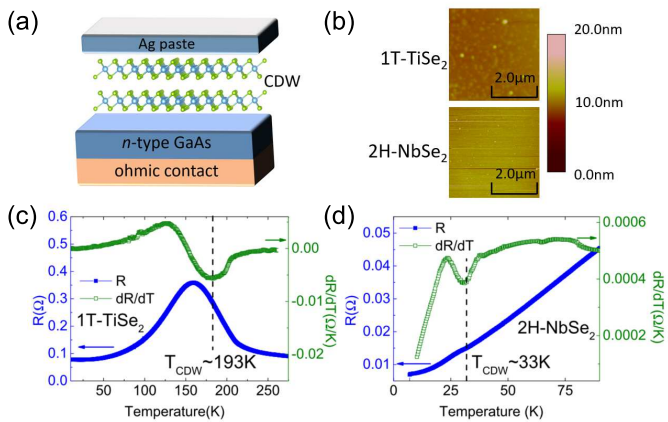 (a)
Ag paste
CDW
n-type GaAs
ohmic contact
(b)
1T-TiSe2
2.0μm
2H-NbSe2
2.0μm
20.0nm
10.0nm
0.0nm
(c)
0.6
0.5
0.4
0.3
0.2
0.1
0.0
R(Ω)
R
dR/dT
1T-TiSe2
TCDW~193K
0.00
-0.01
-0.02
dR/dT(Ω/K)
50 100 150 200 250
Temperature(K)
(d)
0.05
0.04
0.03
0.02
0.01
R(Ω)
R
dR/dT
2H-NbSe2
TCDW~33K
0.0006
0.0004
0.0002
dR/dT(Ω/K)
0 25 50 75
Temperature (K)